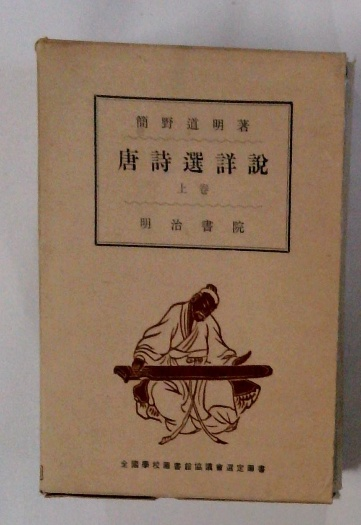 簡野道明著
唐詩選詳說
上卷
明治書院
全國學校圖書館協議會選定圖書